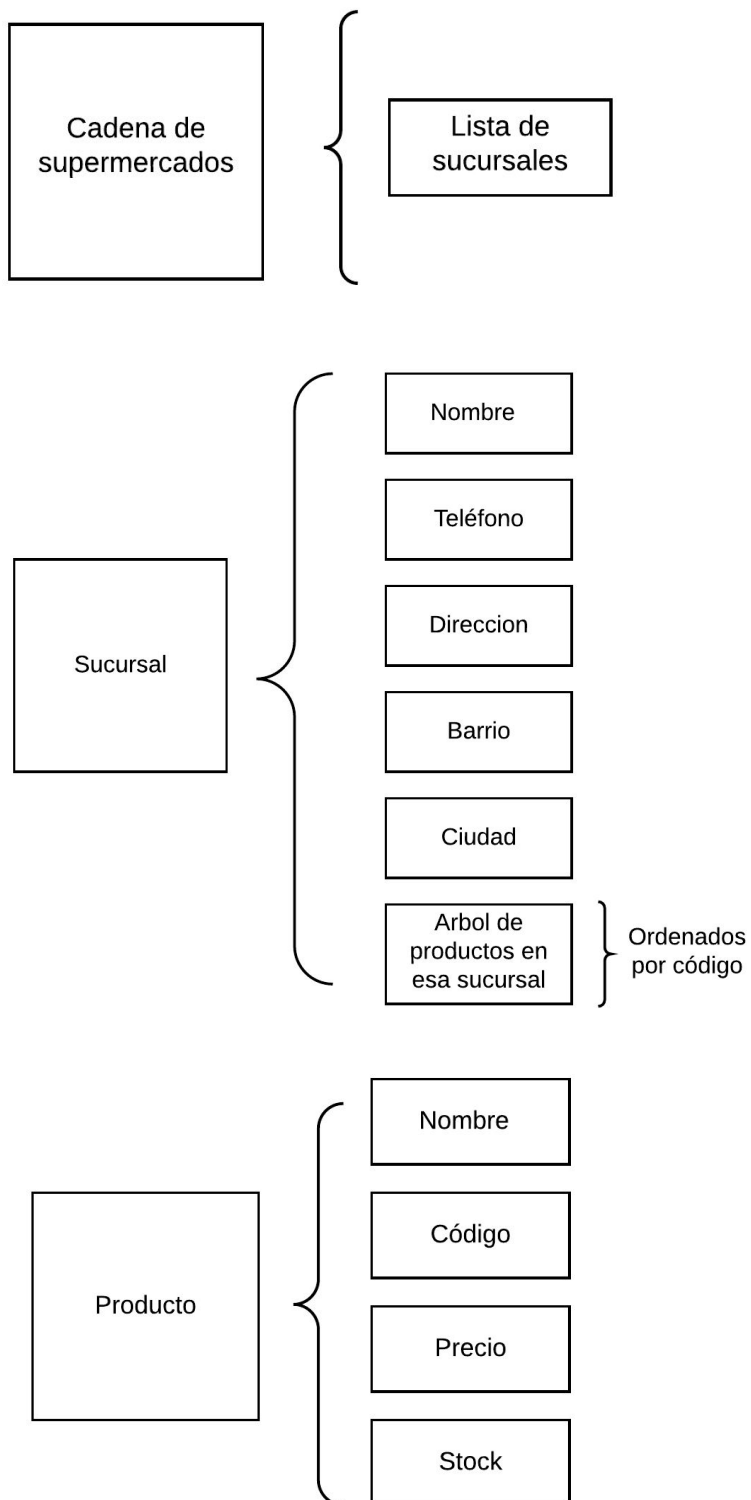 Cadena de
supermercados
Lista de
sucursales
Sucursal
Nombre
Teléfono
Direccion
Barrio
Ciudad
Arbol de
productos en
esa sucursal
Ordenados
por código
Producto
Nombre
Código
Precio
Stock